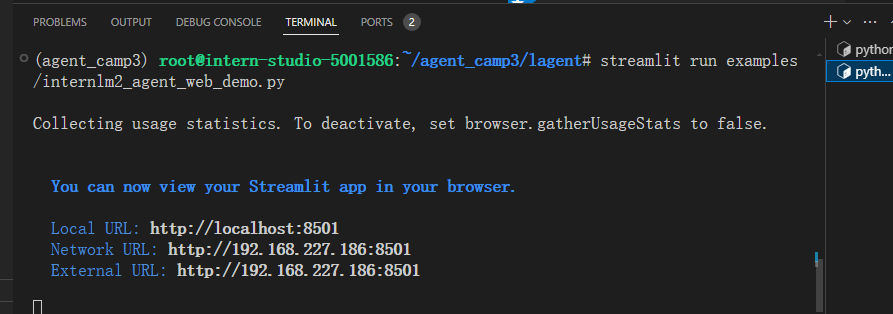 PROBLEMS OUTPUT DEBUG CONSOLE TERMINAL PORTS 2
(agent_camp3) root@intern-studio-5001586:~/agent_camp3/lagent# streamlit run examples
/internlm2_agent_web_demo.py
Collecting usage statistics. To deactivate, set browser.gatherUsageStats to false.
You can now view your Streamlit app in your browser.
Local URL: http://localhost:8501
Network URL: http://192.168.227.186:8501
External URL: http://192.168.227.186:8501
python
pyth...